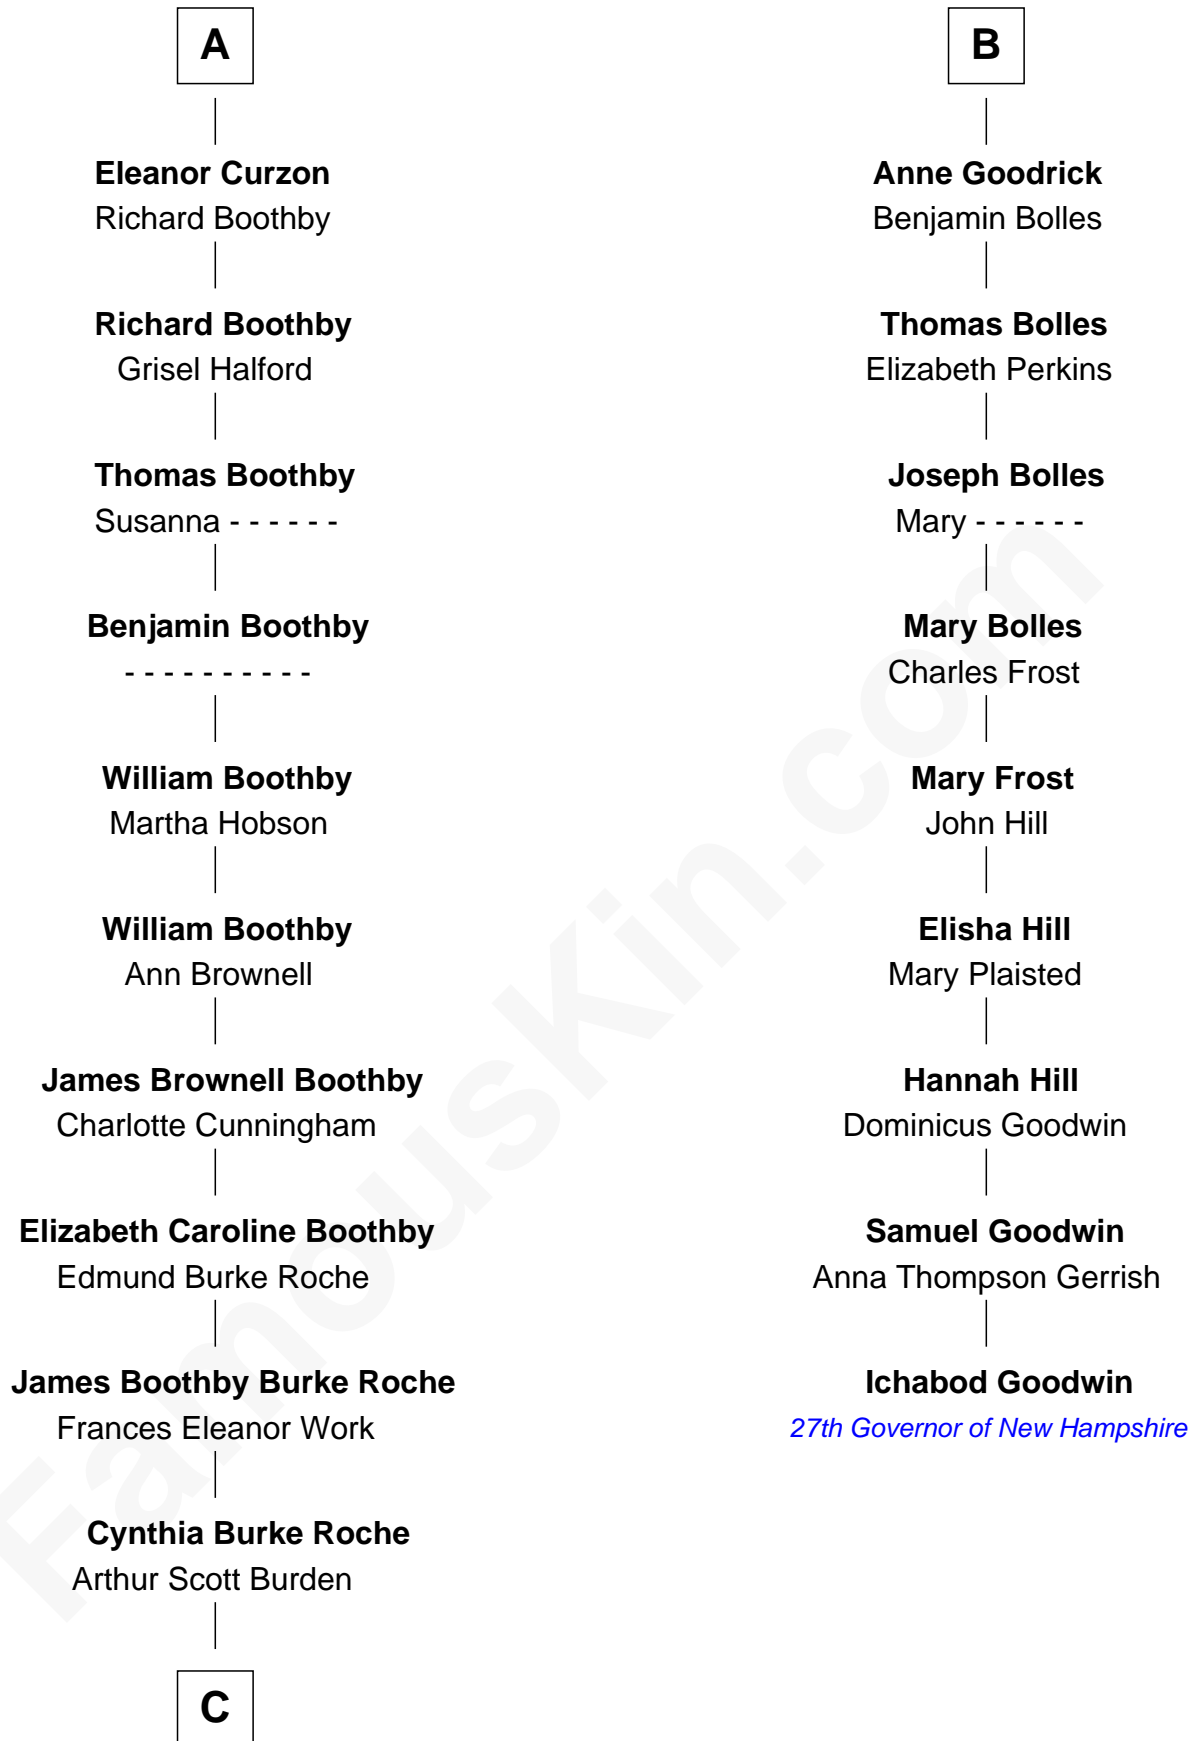 A
Eleanor Curzon
Richard Boothby
Richard Boothby
Grisel Halford
Thomas Boothby
Susanna - - - - - -
Benjamin Boothby
- - - - - - - - - -
William Boothby
Martha Hobson
William Boothby
Ann Brownell
James Brownell Boothby
Charlotte Cunningham
Elizabeth Caroline Boothby
Edmund Burke Roche
James Boothby Burke Roche
Frances Eleanor Work
Cynthia Burke Roche
Arthur Scott Burden
C
B
Anne Goodrick
Benjamin Bolles
Thomas Bolles
Elizabeth Perkins
Joseph Bolles
Mary - - - - - -
Mary Bolles
Charles Frost
Mary Frost
John Hill
Elisha Hill
Mary Plaisted
Hannah Hill
Dominicus Goodwin
Samuel Goodwin
Anna Thompson Gerrish
Ichabod Goodwin
27th Governor of New Hampshire
FamousKin.com